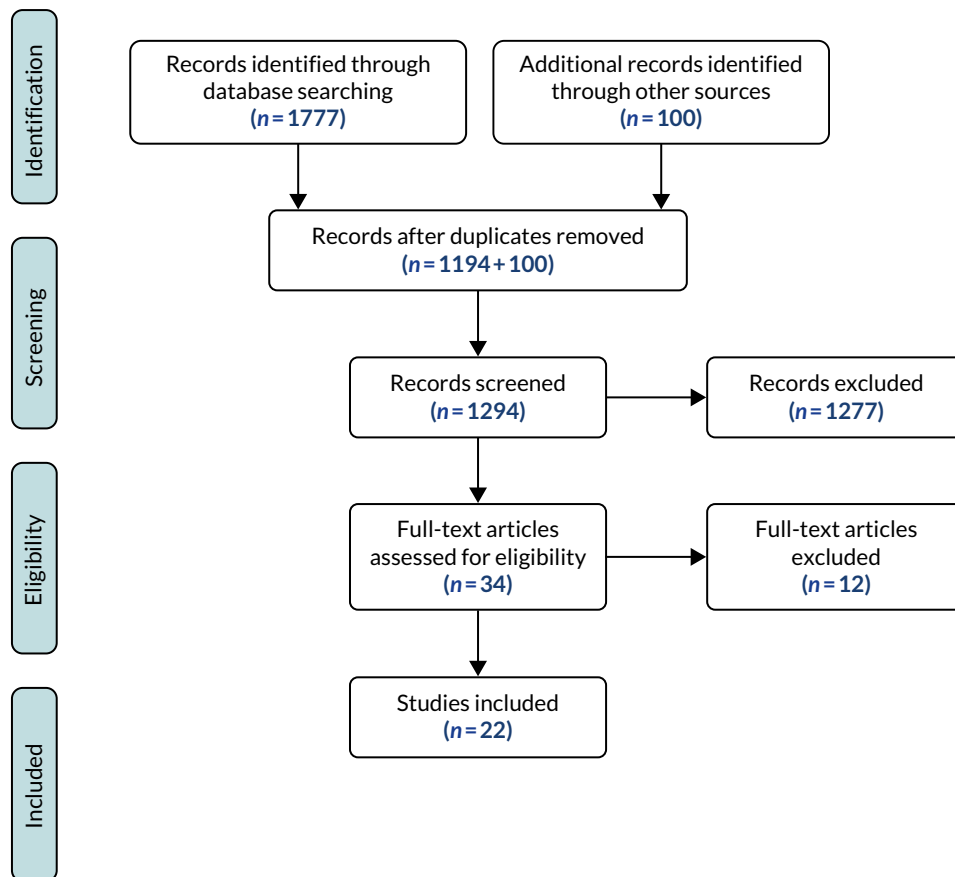 Identification
Records identified through
database searching
(n = 1777)
Additional records identified
through other sources
(n = 100)
Records after duplicates removed
(n = 1194 + 100)
Screening
Records screened
(n = 1294)
Records excluded
(n = 1277)
Eligibility
Full-text articles
assessed for eligibility
(n = 34)
Full-text articles
excluded
(n = 12)
Included
Studies included
(n = 22)